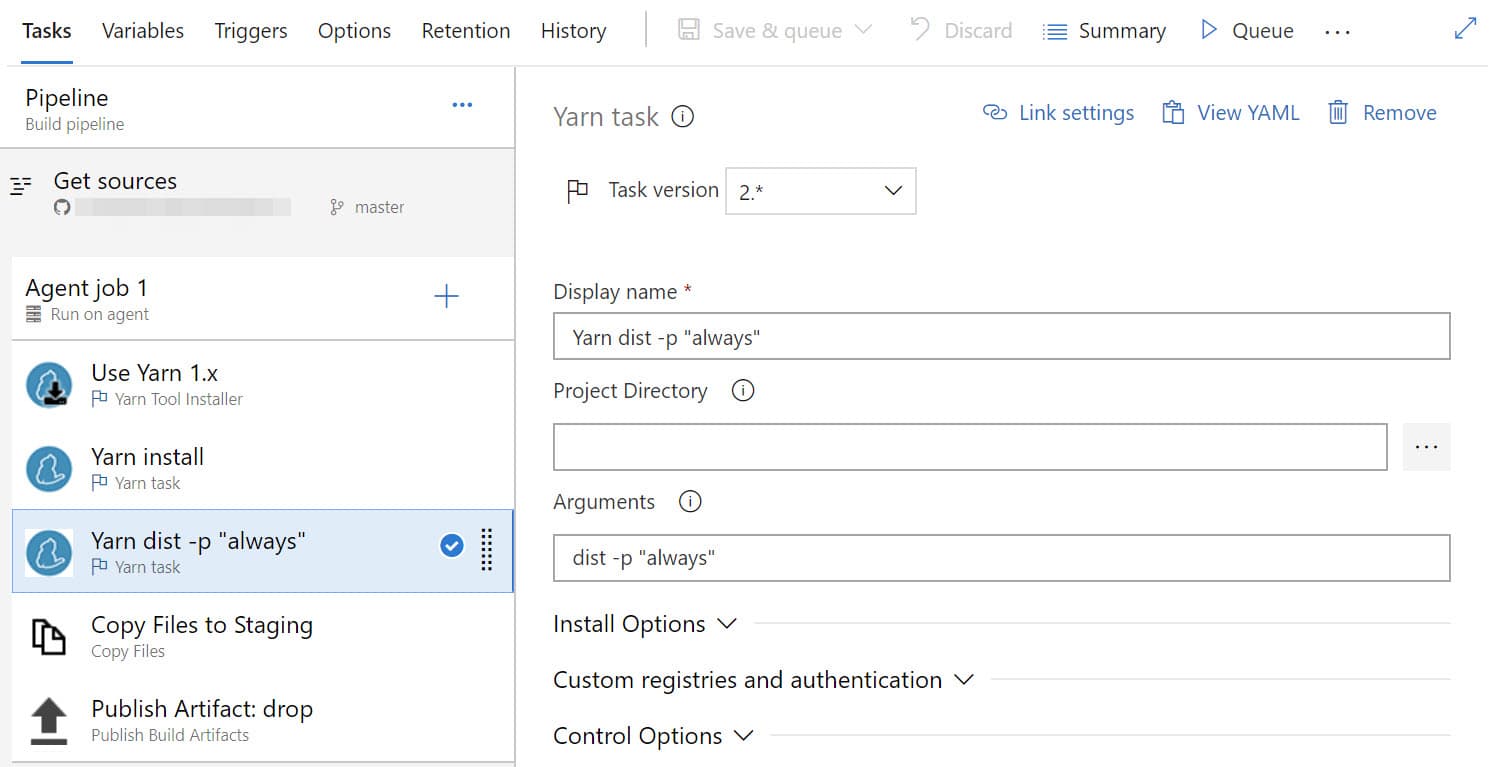 Tasks Variables Triggers Options Retention History Save & queue Discard Summary Queue ...
Pipeline ...
Build pipeline
Get sources
master
Agent job 1
Run on agent
Use Yarn 1.x
Yarn Tool Installer
Yarn install
Yarn task
Yarn dist -p "always"
Yarn task
Copy Files to Staging
Copy Files
Publish Artifact: drop
Publish Build Artifacts
Yarn task Link settings View YAML Remove
Task version 2.*
Display name *
Yarn dist -p "always"
Project Directory
...
Arguments
dist -p "always"
Install Options
Custom registries and authentication
Control Options